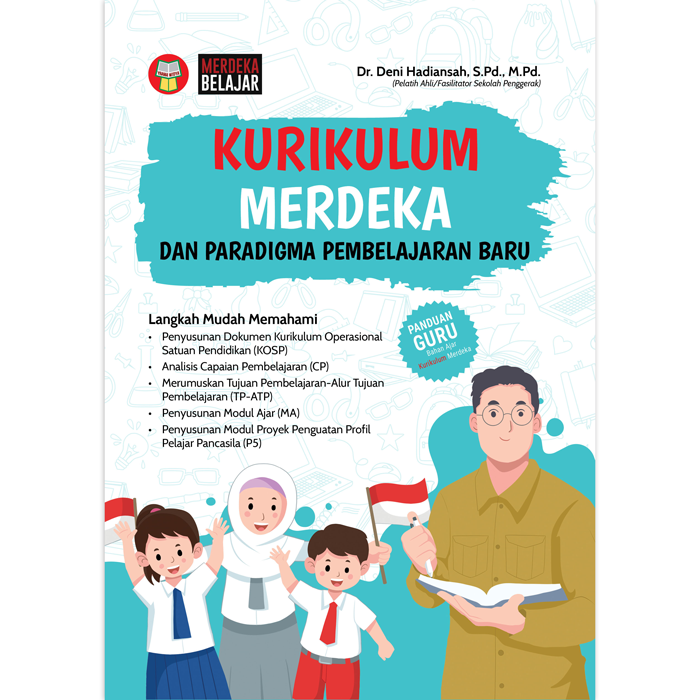 YRAMA WIDYA
MERDEKA
BELAJAR
Dr. Deni Hadiansah, S.Pd., M.Pd.
(Pelatih Ahli/Fasilitator Sekolah Penggerak)
KURIKULUM
MERDEKA
DAN PARADIGMA PEMBELAJARAN BARU
Langkah Mudah Memahami
• Penyusunan Dokumen Kurikulum Operasional
Satuan Pendidikan (KOSP)
• Analisis Capaian Pembelajaran (CP)
• Merumuskan Tujuan Pembelajaran-Alur Tujuan
Pembelajaran (TP-ATP)
• Penyusunan Modul Ajar (MA)
• Penyusunan Modul Proyek Penguatan Profil
Pelajar Pancasila (P5)
PANDUAN
GURU
Bahan Ajar
Kurikulum Merdeka